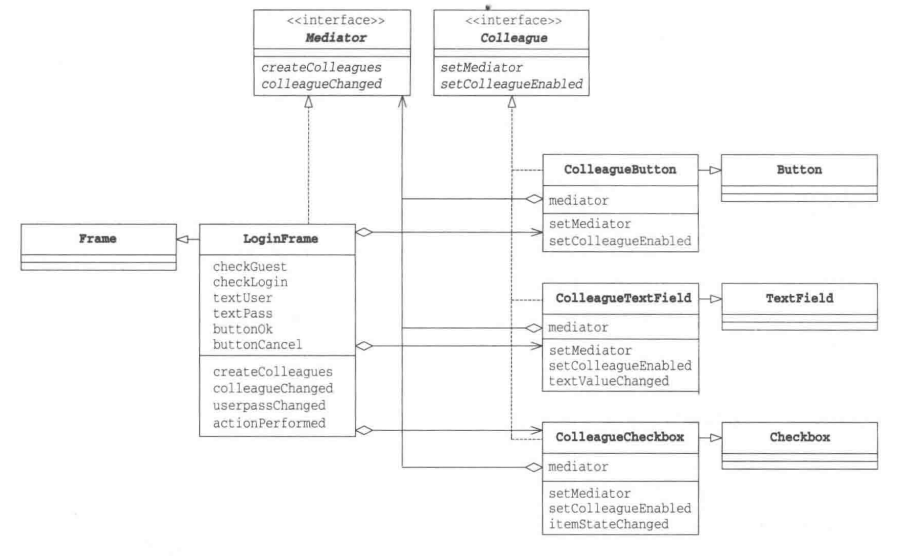 <<interface>>
Mediator
createColleagues
colleagueChanged
<<interface>>
Colleague
setMediator
setColleagueEnabled
ColleagueButton
mediator
setMediator
setColleagueEnabled
Button
Frame
LoginFrame
checkGuest
checkLogin
textUser
textPass
buttonOk
buttonCancel
createColleagues
colleagueChanged
userpassChanged
actionPerformed
ColleagueTextField
mediator
setMediator
setColleagueEnabled
textValueChanged
TextField
ColleagueCheckbox
mediator
setMediator
setColleagueEnabled
itemStateChanged
Checkbox